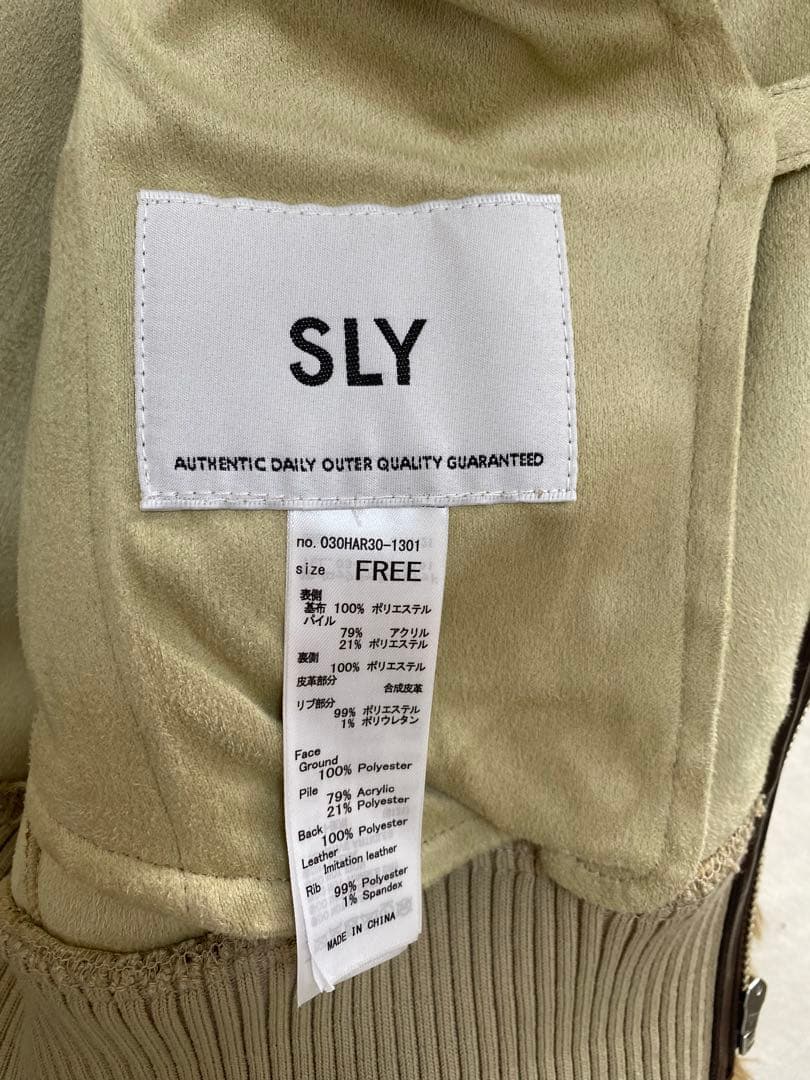 SLY
AUTHENTIC DAILY OUTER QUALITY GUARANTEED
no. 030HAR30-1301
size FREE
表側
基布 100% ポリエステル
パイル
79% アクリル
21% ポリエステル
裏側
100% ポリエステル
皮革部分
合成皮革
リブ部分
99% ポリエステル
1% ポリウレタン
Face
Ground
100% Polyester
Pile
79% Acrylic
21% Polyester
Back
100% Polyester
Leather
Imitation leather
Rib
99% Polyester
1% Spandex
MADE IN CHINA